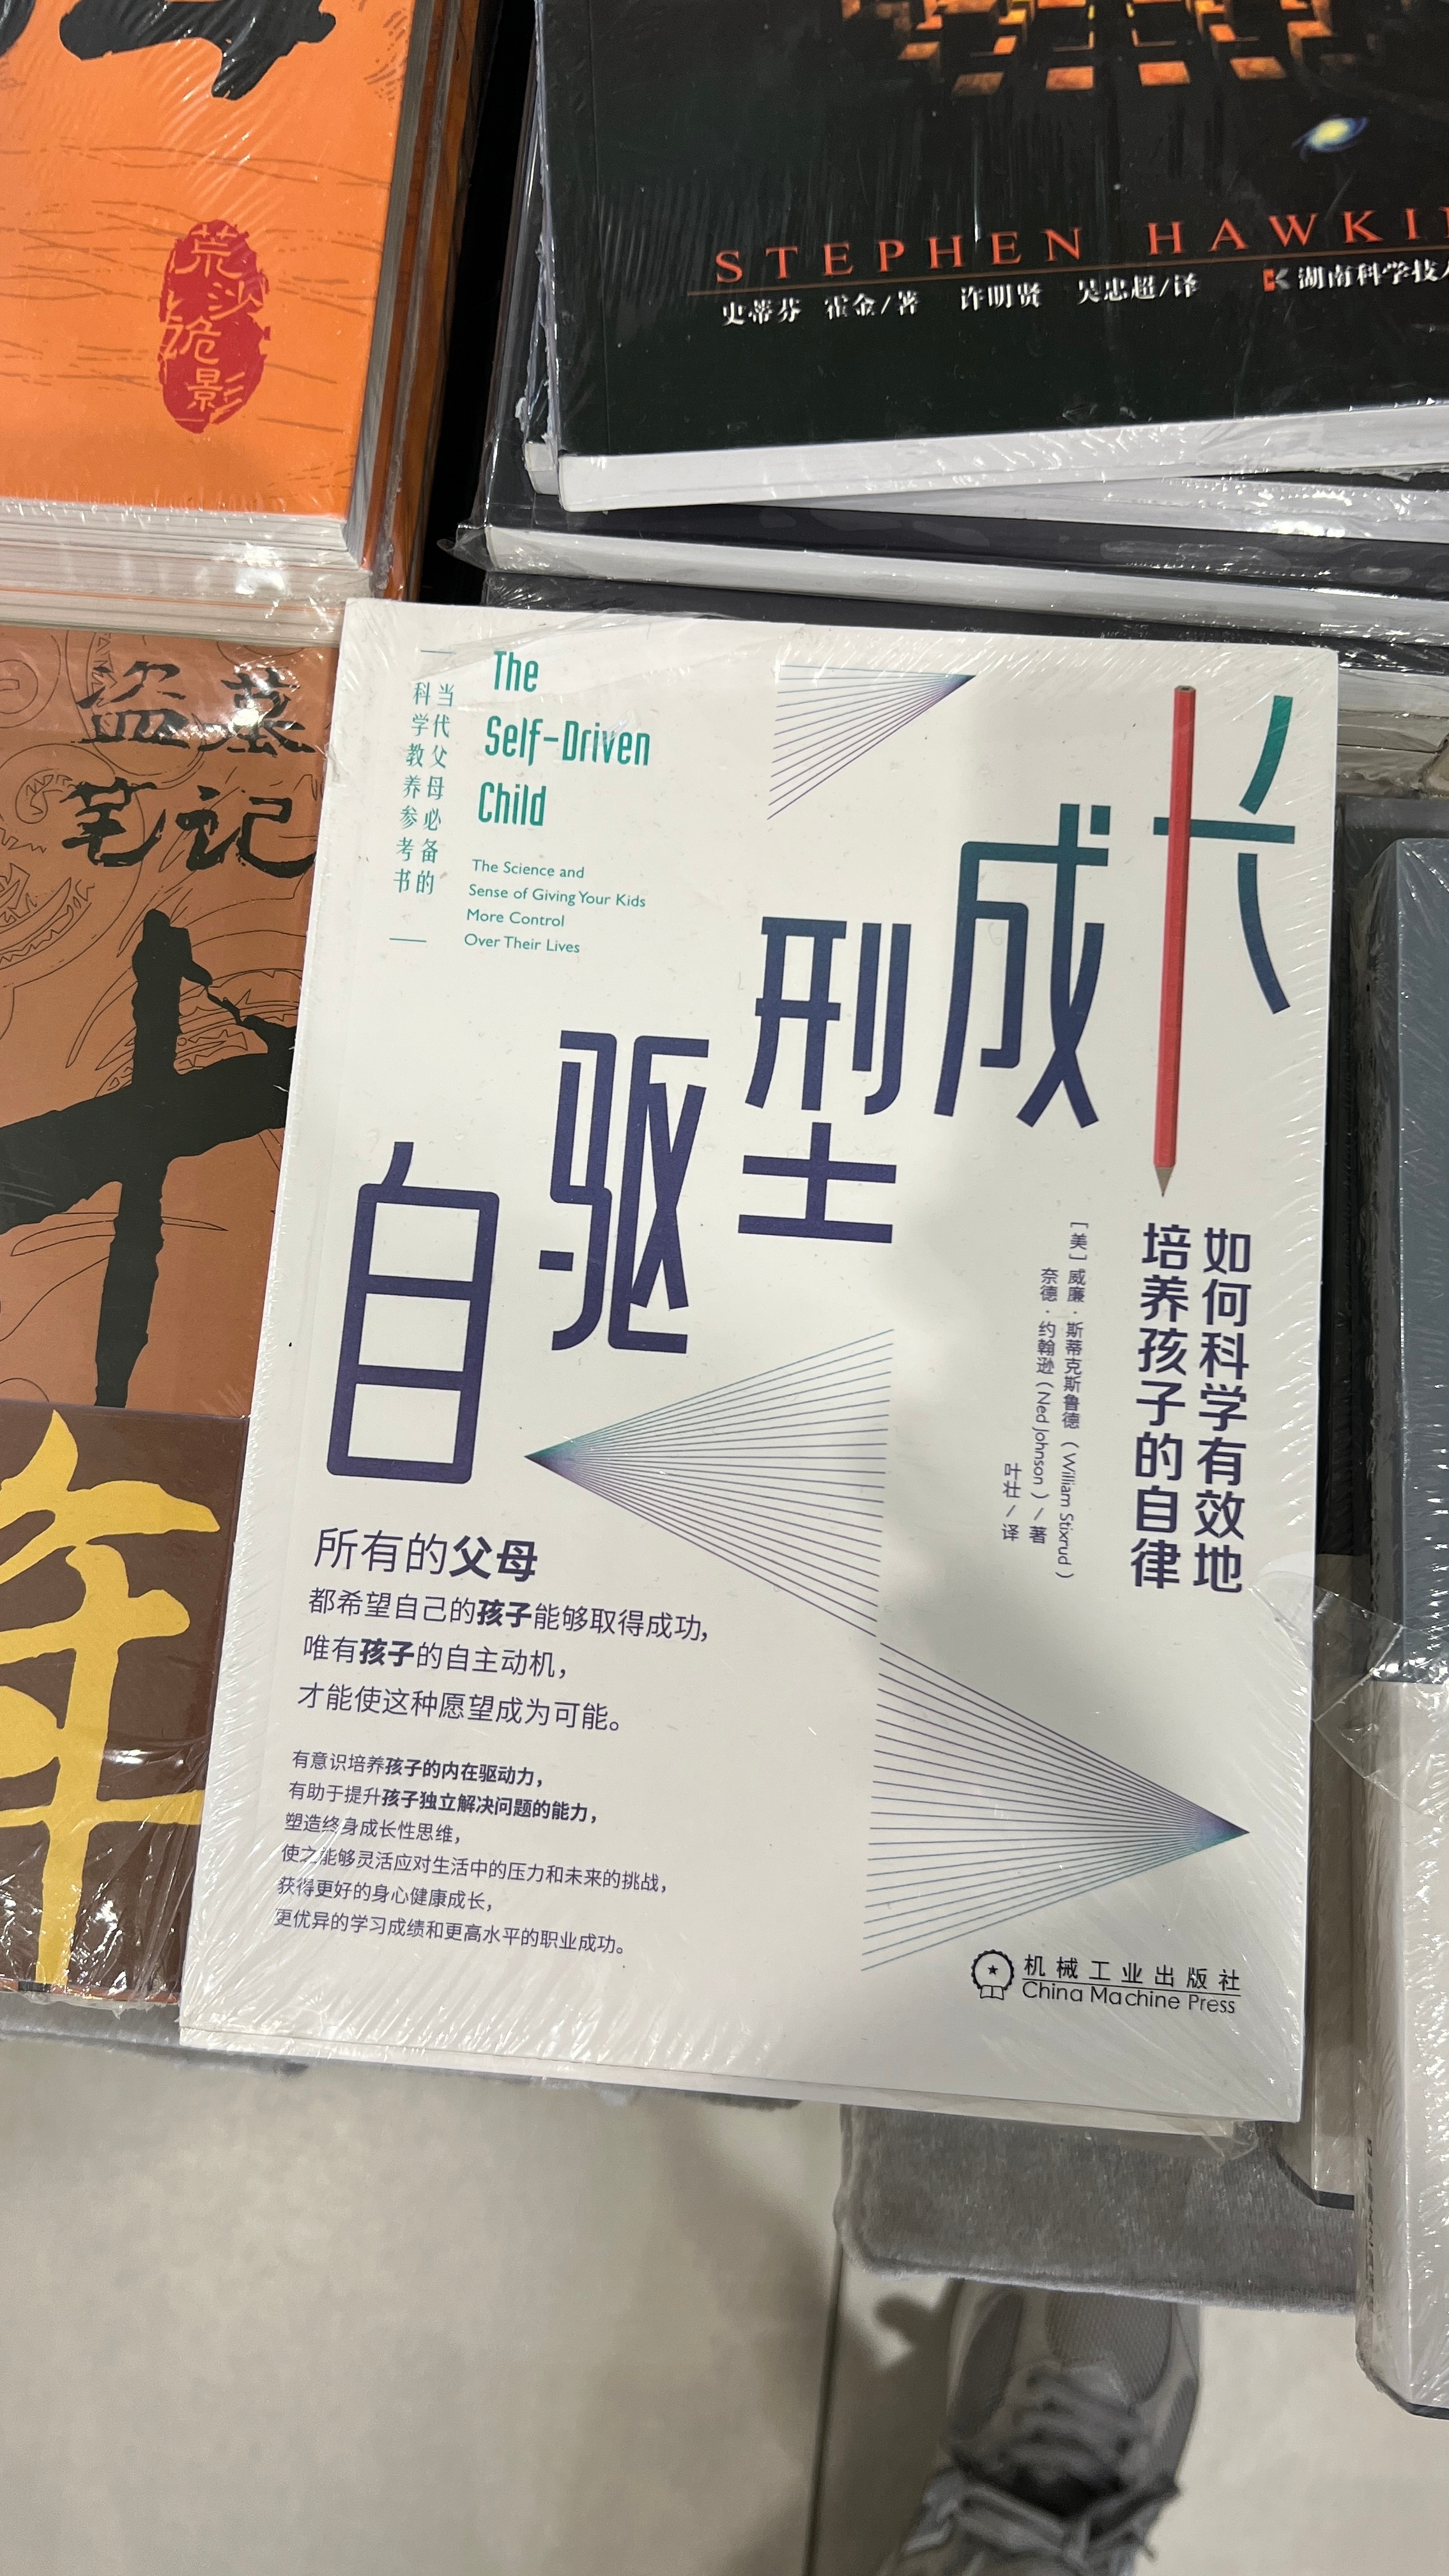 荒沙诡影
STEPHEN HAWKI
史蒂芬 霍金/著 许明贤 吴忠超/译 湖南科学技
盗墓
笔记
The
Self-Driven
Child
The Science and
Sense of Giving Your Kids
More Control
Over Their Lives
当代父母必备的
科学教养参考书
自驱型成长
如何科学有效地
培养孩子的自律
[美] 威廉·斯蒂克斯鲁德 (William Stixrud)
奈德·约翰逊 (Ned Johnson) / 著
叶壮 / 译
所有的父母
都希望自己的孩子能够取得成功,
唯有孩子的自主动机,
才能使这种愿望成为可能。
有意识培养孩子的内在驱动力,
有助于提升孩子独立解决问题的能力,
塑造终身成长性思维,
使之能够灵活应对生活中的压力和未来的挑战,
获得更好的身心健康成长,
更优异的学习成绩和更高水平的职业成功。
机械工业出版社
China Machine Press